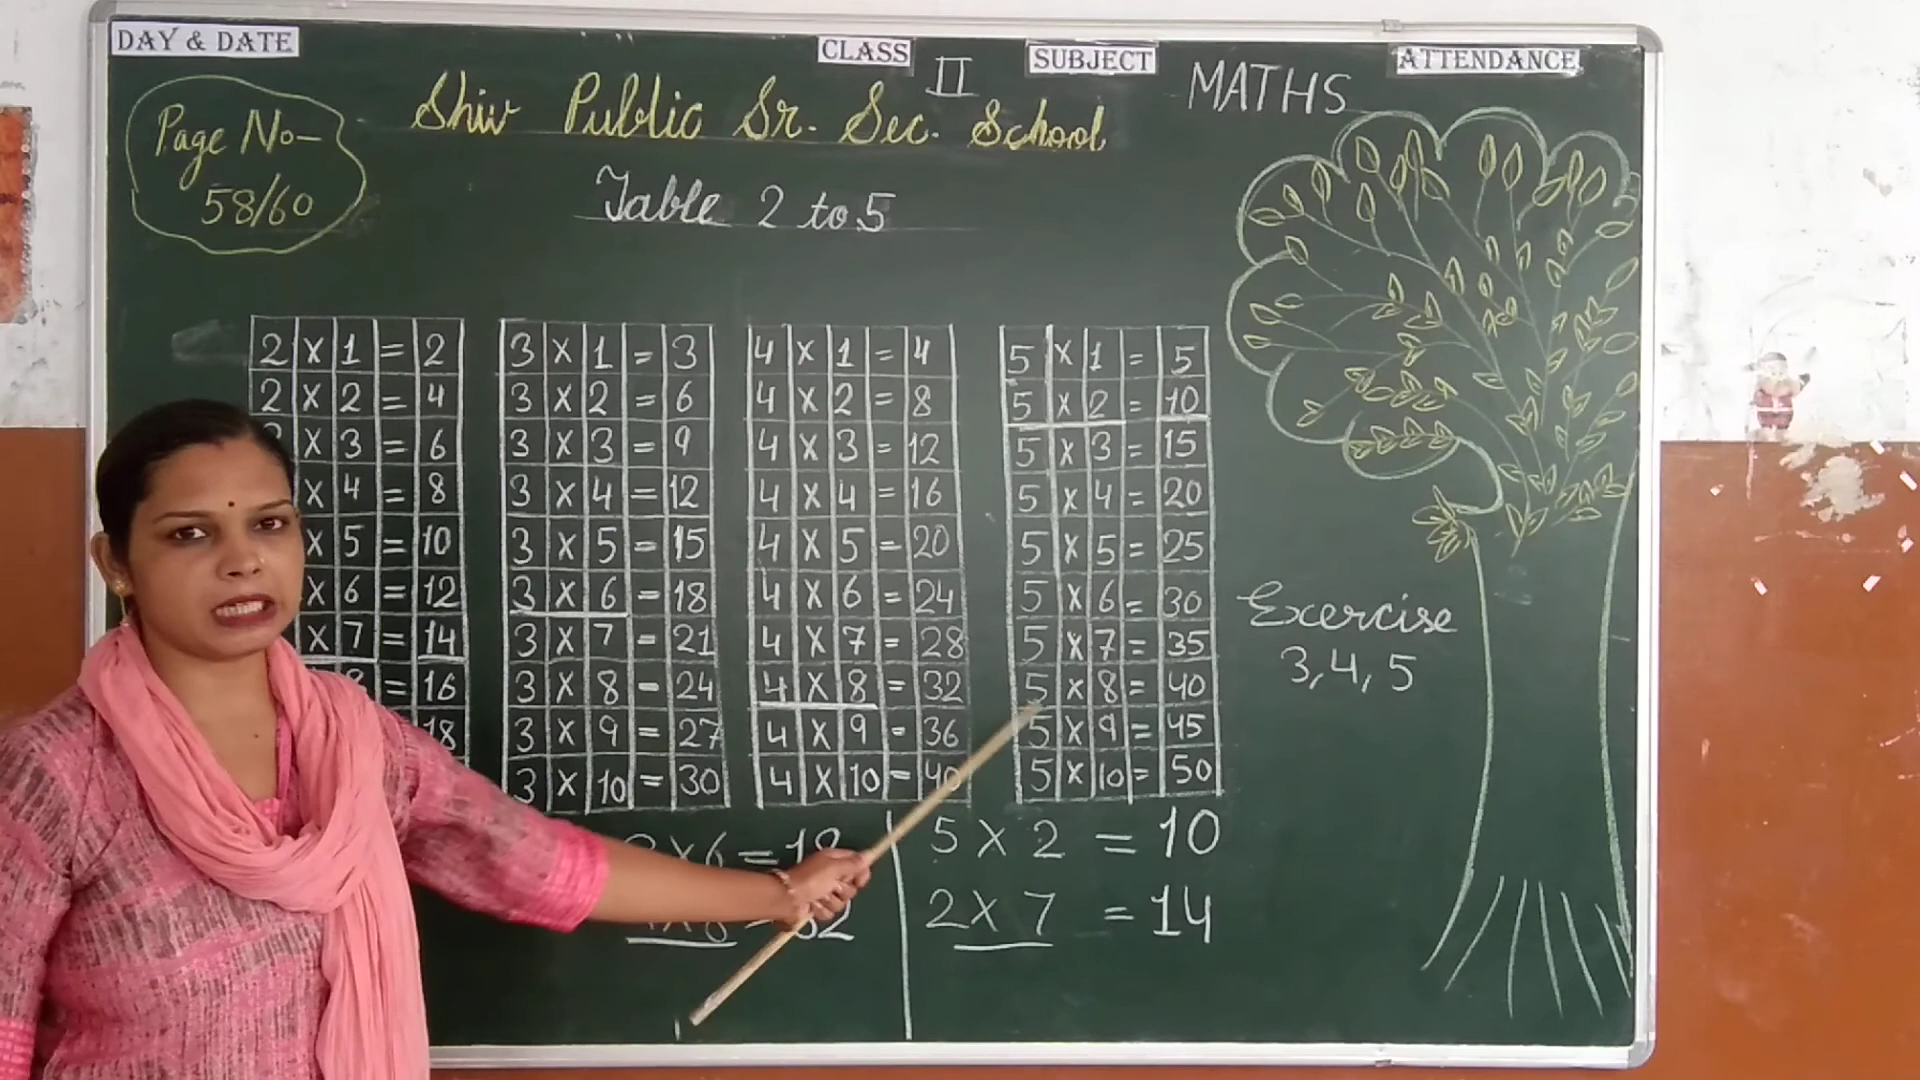 DAY & DATE
CLASS II
SUBJECT MATHS
ATTENDANCE
Page No-
58/60
Shiv Public Sr. Sec. School
Table 2 to 5
2 x 1 = 2
2 x 2 = 4
x 3 = 6
x 4 = 8
x 5 = 10
x 6 = 12
x 7 = 14
= 16
18
3 x 1 = 3
3 x 2 = 6
3 x 3 = 9
3 x 4 = 12
3 x 5 = 15
3 x 6 = 18
3 x 7 = 21
3 x 8 = 24
3 x 9 = 27
3 x 10 = 30
4 x 1 = 4
4 x 2 = 8
4 x 3 = 12
4 x 4 = 16
4 x 5 = 20
4 x 6 = 24
4 x 7 = 28
4 x 8 = 32
4 x 9 = 36
4 x 10 = 40
5 x 1 = 5
5 x 2 = 10
5 x 3 = 15
5 x 4 = 20
5 x 5 = 25
5 x 6 = 30
5 x 7 = 35
5 x 8 = 40
5 x 9 = 45
5 x 10 = 50
Exercise
3, 4, 5
x 6 = 18
5 x 2 = 10
2 x 7 = 14